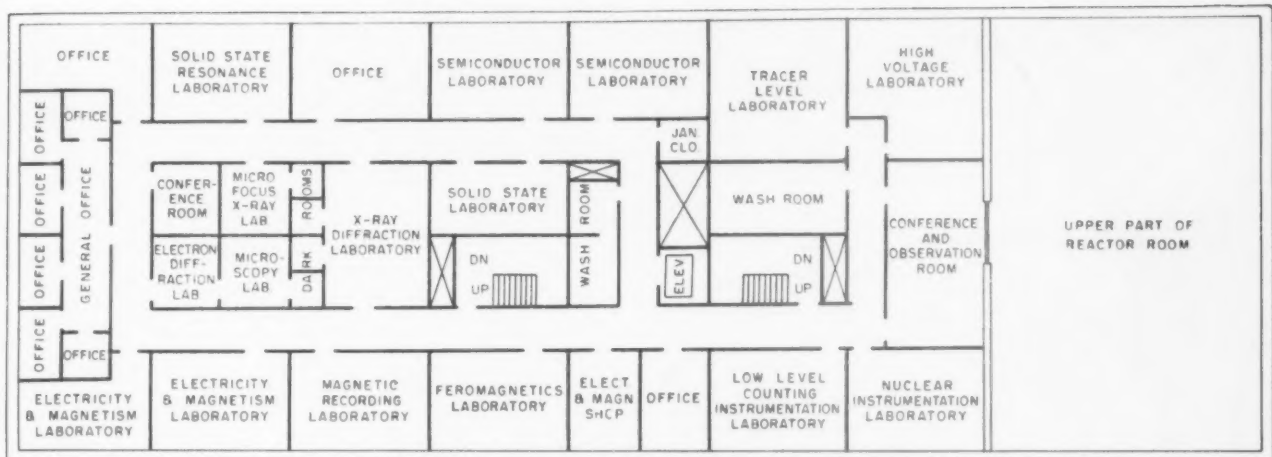 OFFICE
SOLID STATE
RESONANCE
LABORATORY
OFFICE
SEMICONDUCTOR
LABORATORY
SEMICONDUCTOR
LABORATORY
TRACER
LEVEL
LABORATORY
HIGH
VOLTAGE
LABORATORY
OFFICE
OFFICE
JAN.
CLO.
OFFICE
GENERAL OFFICE
CONFER-
ENCE
ROOM
MICRO
FOCUS
X-RAY
LAB
ROOMS
DARK
X-RAY
DIFFRACTION
LABORATORY
SOLID STATE
LABORATORY
WASH ROOM
WASH ROOM
CONFERENCE
AND
OBSERVATION
ROOM
UPPER PART OF
REACTOR ROOM
OFFICE
ELECTRON
DIFF-
RACTION
LAB
MICRO-
SCOPY
LAB
DN
UP
ELEV
DN
UP
OFFICE
OFFICE
ELECTRICITY
& MAGNETISM
LABORATORY
ELECTRICITY
& MAGNETISM
LABORATORY
MAGNETIC
RECORDING
LABORATORY
FEROMAGNETICS
LABORATORY
ELECT
& MAGN
SHCP
OFFICE
LOW LEVEL
COUNTING
INSTRUMENTATION
LABORATORY
NUCLEAR
INSTRUMENTATION
LABORATORY